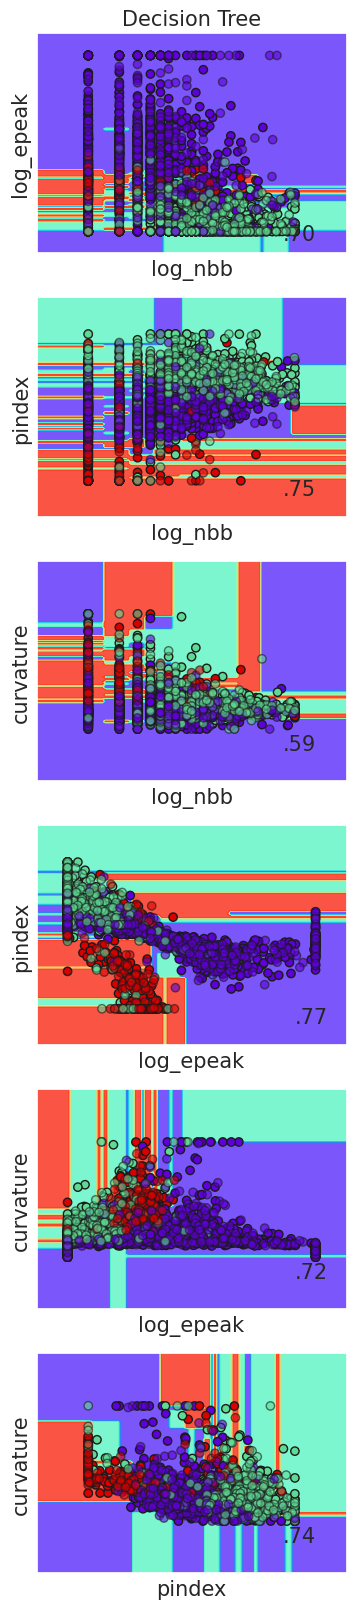 Decision Tree
log_epeak
.70
log_nbb
pindex
.75
log_nbb
curvature
.59
log_nbb
pindex
.77
log_epeak
curvature
.72
log_epeak
curvature
.74
pindex